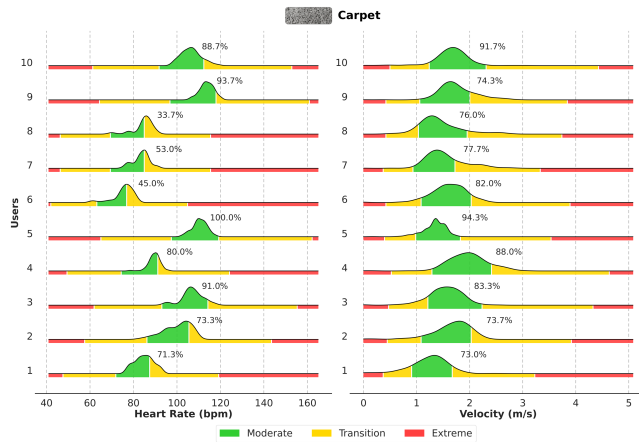 Carpet
Users
10 88.7%
9 93.7%
8 33.7%
7 53.0%
6 45.0%
5 100.0%
4 80.0%
3 91.0%
2 73.3%
1 71.3%
40 60 80 100 120 140 160
Heart Rate (bpm)
10 91.7%
9 74.3%
8 76.0%
7 77.7%
6 82.0%
5 94.3%
4 88.0%
3 83.3%
2 73.7%
1 73.0%
0 1 2 3 4 5
Velocity (m/s)
Moderate Transition Extreme